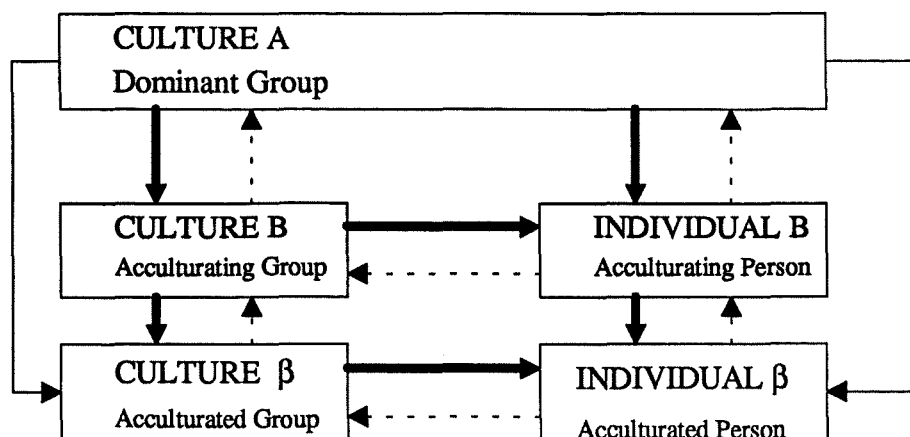 CULTURE A
Dominant Group
CULTURE B
Acculturating Group
INDIVIDUAL B
Acculturating Person
CULTURE β
Acculturated Group
INDIVIDUAL β
Acculturated Person